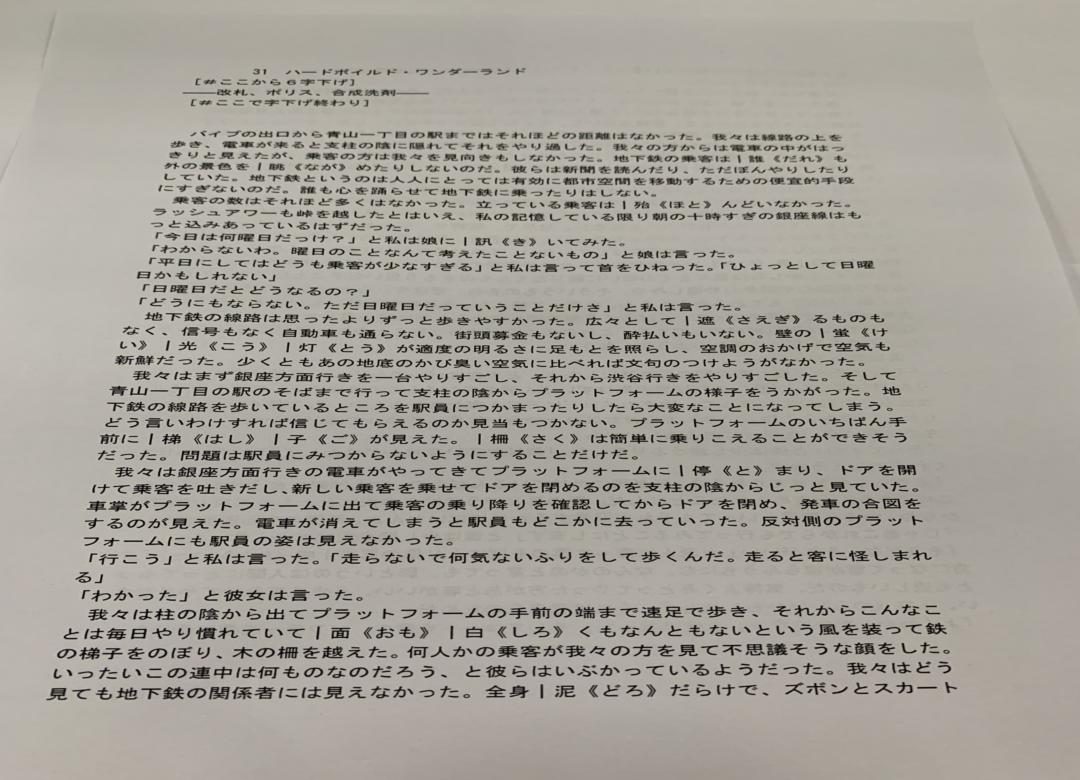 31　ハードボイルド・ワンダーランド
［＃ここから６字下げ］
――改札、ポリス、合成洗剤――
［＃ここで字下げ終わり］
パイプの出口から青山一丁目の駅まではそれほどの距離はなかった。我々は線路の上を
歩き、電車が来ると支柱の陰に隠れてそれをやり過した。我々の方からは電車の中がはっ
きりと見えたが、乗客の方は我々を見向きもしなかった。地下鉄の乗客は｜誰《だれ》も
外の景色を｜眺《なが》めたりしないのだ。彼らは新聞を読んだり、ただぼんやりしたり
していた。地下鉄というのは人人にとっては有効に都市空間を移動するための便宜的手段
にすぎないのだ。誰も心を踊らせて地下鉄に乗ったりはしない。
乗客の数はそれほど多くはなかった。立っている乗客は｜殆《ほと》んどいなかった。
ラッシュアワーも峠を越したとはいえ、私の記憶している限り朝の十時すぎの銀座線はも
っと込みあっているはずだった。
「今日は何曜日だっけ？」と私は娘に｜訊《き》いてみた。
「わからないわ。曜日のことなんて考えたことないもの」と娘は言った。
「平日にしてはどうも乗客が少なすぎる」と私は言って首をひねった。「ひょっとして日曜
日かもしれない」
「日曜日だとどうなるの？」
「どうにもならない。ただ日曜日だっていうことだけさ」と私は言った。
地下鉄の線路は思ったよりずっと歩きやすかった。広々として｜遮《さえぎ》るものも
なく、信号もなく自動車も通らない。街頭募金もないし、酔払いもいない。壁の｜蛍《け
い》｜光《こう》｜灯《とう》が適度の明るさに足もとを照らし、空調のおかげで空気も
新鮮だった。少くともあの地底のかび臭い空気に比べれば文句のつけようがなかった。
我々はまず銀座方面行きを一台やりすごし、それから渋谷行きをやりすごした。そして
青山一丁目の駅のそばまで行って支柱の陰からプラットフォームの様子をうかがった。地
下鉄の線路を歩いているところを駅員につかまったりしたら大変なことになってしまう。
どう言いわけすれば信じてもらえるのか見当もつかない。プラットフォームのいちばん手
前に｜梯《はし》｜子《ご》が見えた。｜柵《さく》は簡単に乗りこえることができそう
だった。問題は駅員にみつからないようにすることだけだ。
我々は銀座方面行きの電車がやってきてプラットフォームに｜停《と》まり、ドアを開
けて乗客を吐きだし、新しい乗客を乗せてドアを閉めるのを支柱の陰からじっと見ていた。
車掌がプラットフォームに出て乗客の乗り降りを確認してからドアを閉め、発車の合図を
するのが見えた。電車が消えてしまうと駅員もどこかに去っていった。反対側のプラット
フォームにも駅員の姿は見えなかった。
「行こう」と私は言った。「走らないで何気ないふりをして歩くんだ。走ると客に怪しまれ
る」
「わかった」と彼女は言った。
我々は柱の陰から出てプラットフォームの手前の端まで速足で歩き、それからこんなこ
とは毎日やり慣れていて｜面《おも》｜白《しろ》くもなんともないという風を装って鉄
の梯子をのぼり、木の柵を越えた。何人かの乗客が我々の方を見て不思議そうな顔をした。
いったいこの連中は何ものなのだろう、と彼らはいぶかっているようだった。我々はどう
見ても地下鉄の関係者には見えなかった。全身｜泥《どろ》だらけで、ズボンとスカート